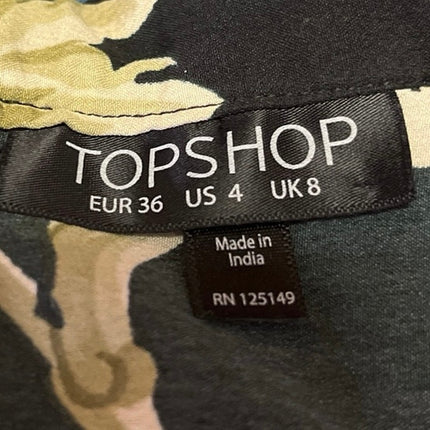 TOPSHOP
EUR 36 US 4 UK 8
Made in
India
RN 125149